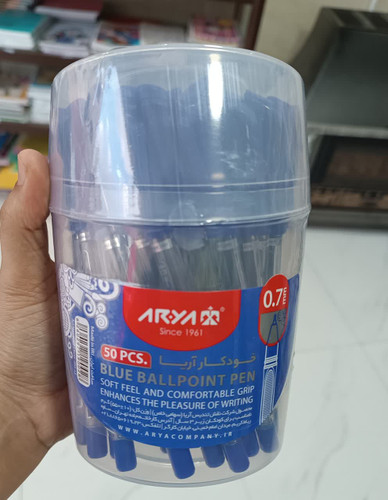 ARYA
Since 1961
0.7
mm
50 PCS.
خودکار آریا
BLUE BALLPOINT PEN
SOFT FEEL AND COMFORTABLE GRIP
ENHANCES THE PLEASURE OF WRITING
WWW.ARYACOMPANY.IR